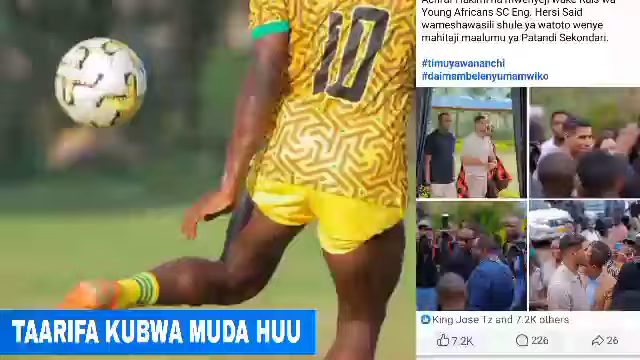 Achraf Hakimi na mwenyeji wake Rais wa
Young Africans SC Eng. Hersi Said
wameshawasili shule ya watoto wenye
mahitaji maalumu ya Patandi Sekondari.
#timuyawananchi
#daimambelenyumamwiko
10
TAARIFA KUBWA MUDA HUU
King Jose Tz and 7.2K others
7.2K
226
26